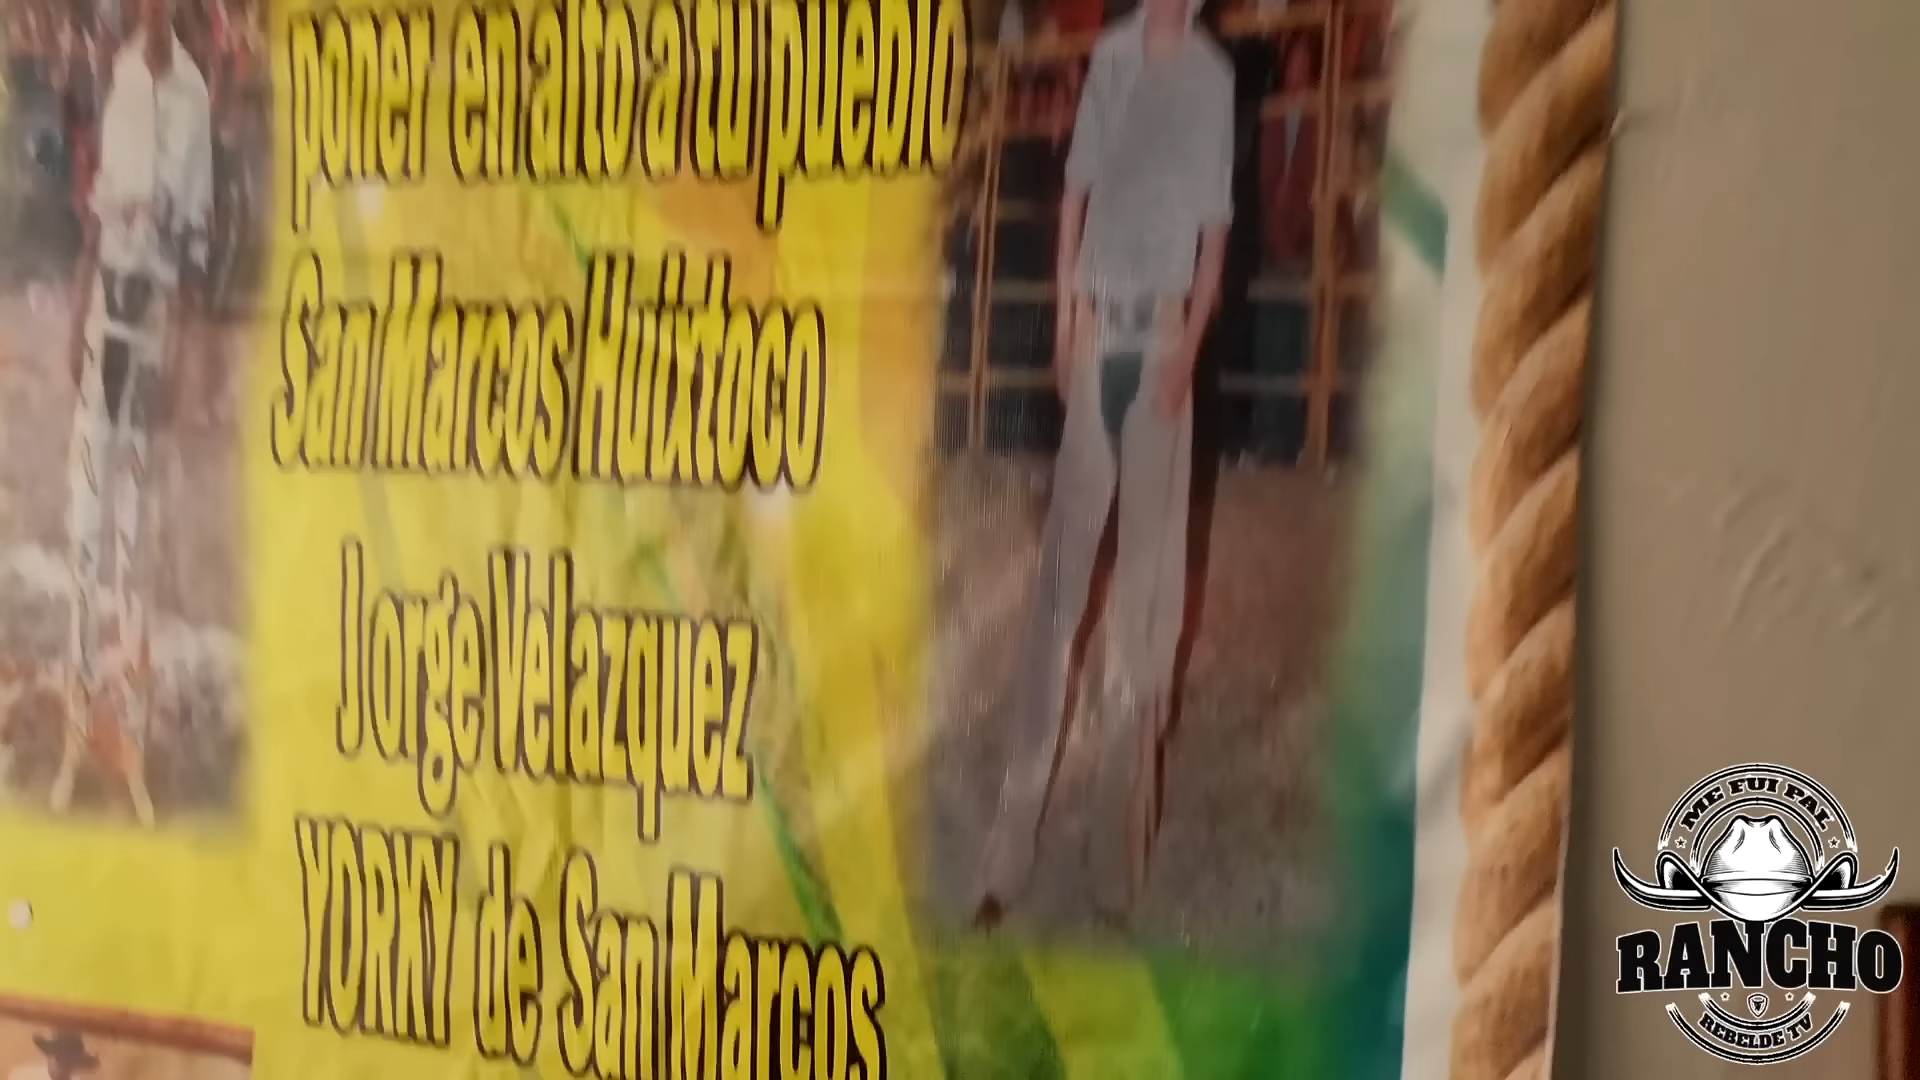 poner en alto a tu pueblo
San Marcos Huixtoco
Jorge Velazquez
YORKY de San Marcos
ME FUI PAL
RANCHO
REBELDE TV